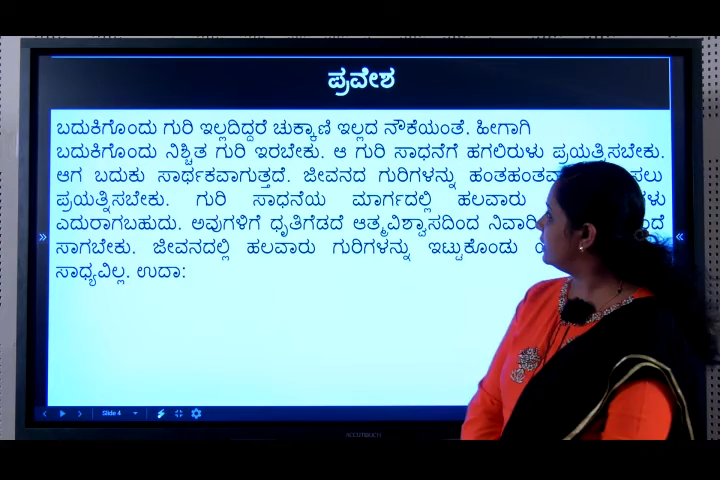 ಪ್ರವೇಶ
ಬದುಕಿಗೊಂದು ಗುರಿ ಇಲ್ಲದಿದ್ದರೆ ಚುಕ್ಕಾಣಿ ಇಲ್ಲದ ನೌಕೆಯಂತೆ. ಹೀಗಾಗಿ
ಬದುಕಿಗೊಂದು ನಿಶ್ಚಿತ ಗುರಿ ಇರಬೇಕು. ಆ ಗುರಿ ಸಾಧನೆಗೆ ಹಗಲಿರುಳು ಪ್ರಯತ್ನಿಸಬೇಕು.
ಆಗ ಬದುಕು ಸಾರ್ಥಕವಾಗುತ್ತದೆ. ಜೀವನದ ಗುರಿಗಳನ್ನು
ಪ್ರಯತ್ನಿಸಬೇಕು. ಗುರಿ ಸಾಧನೆಯ ಮಾರ್ಗದಲ್ಲಿ ಹಲವಾರು
ಎದುರಾಗಬಹುದು. ಅವುಗಳಿಗೆ ಧೃತಿಗೆಡದೆ ಆತ್ಮವಿಶ್ವಾಸದಿಂದ
ಸಾಗಬೇಕು. ಜೀವನದಲ್ಲಿ ಹಲವಾರು ಗುರಿಗಳನ್ನು ಇಟ್ಟುಕೊಂಡು
ಸಾಧ್ಯವಿಲ್ಲ. ಉದಾ:
Slide 4
ACCUTOUCH